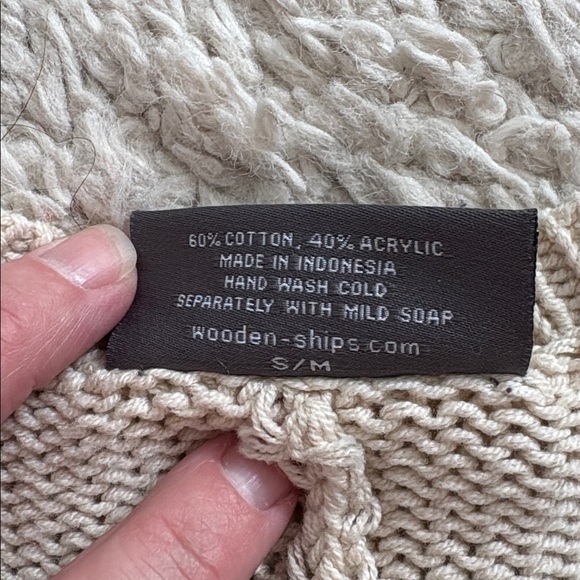 60% COTTON, 40% ACRYLIC
MADE IN INDONESIA
HAND WASH COLD
SEPARATELY WITH MILD SOAP
wooden-ships.com
S/M